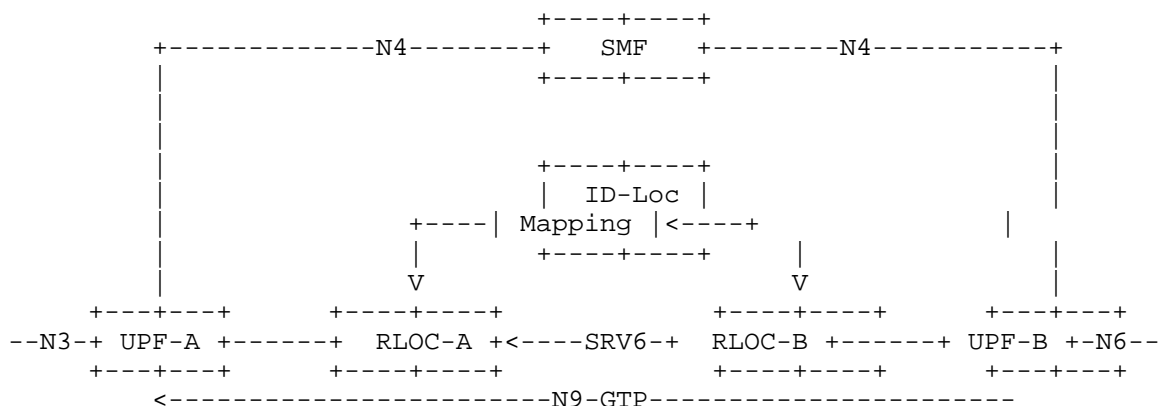 +----+----+
+-------------N4--------+   SMF   +--------N4-----------+
|                       +----+----+                     |
|                                                       |
|                                                       |
|                                                       |
|                       +----+----+                     |
|                       |  ID-Loc |                     |
|               +----| Mapping |<----+               |
|               |       +----+----+     |               |
|               V                       V               |
+---+---+      +----+----+             +----+----+      +---+---+
--N3-+ UPF-A +------+  RLOC-A +<----SRV6-+ RLOC-B +------+ UPF-B +-N6--
+---+---+      +----+----+             +----+----+      +---+---+
<------------------------N9-GTP------------------------